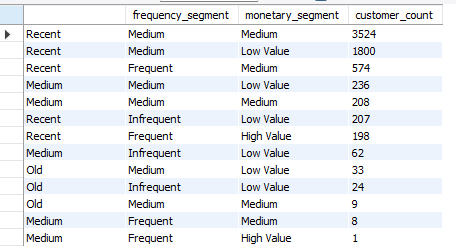 frequency_segment monetary_segment customer_count
Recent Medium Medium 3524
Recent Medium Low Value 1800
Recent Frequent Medium 574
Medium Medium Low Value 236
Medium Medium Medium 208
Recent Infrequent Low Value 207
Recent Frequent High Value 198
Medium Infrequent Low Value 62
Old Medium Low Value 33
Old Infrequent Low Value 24
Old Medium Medium 9
Medium Frequent Medium 8
Medium Frequent High Value 1